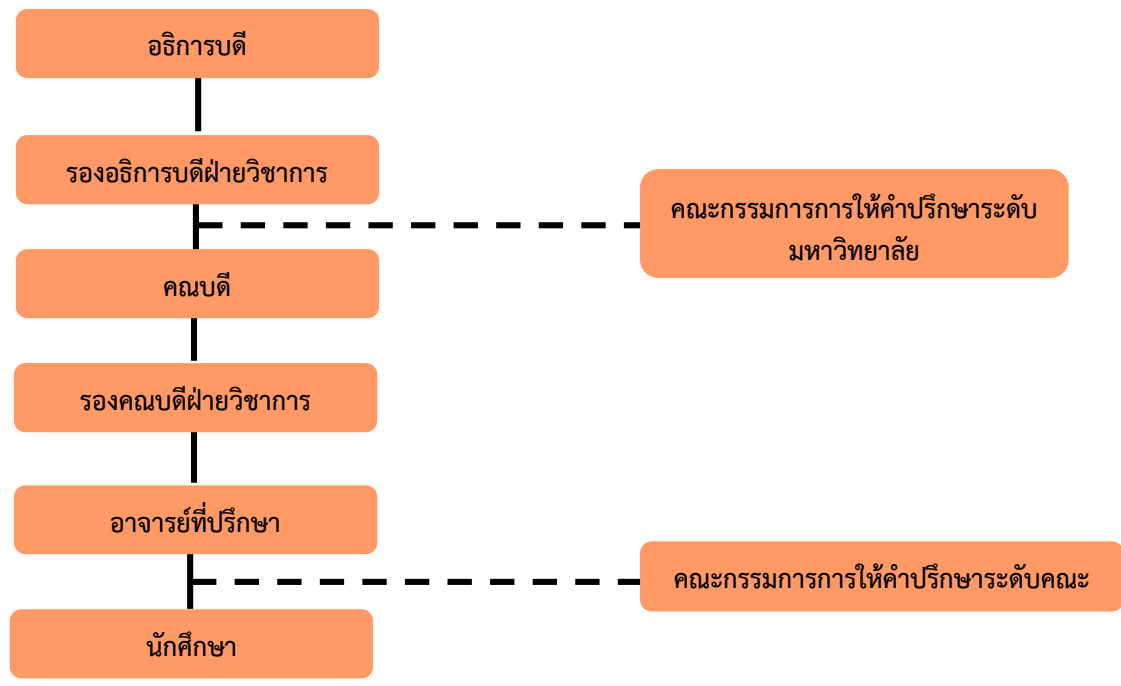 อธิการบดี
รองอธิการบดีฝ่ายวิชาการ
คณะกรรมการการให้คำปรึกษาระดับ
มหาวิทยาลัย
คณบดี
รองคณบดีฝ่ายวิชาการ
อาจารย์ที่ปรึกษา
คณะกรรมการการให้คำปรึกษาระดับคณะ
นักศึกษา